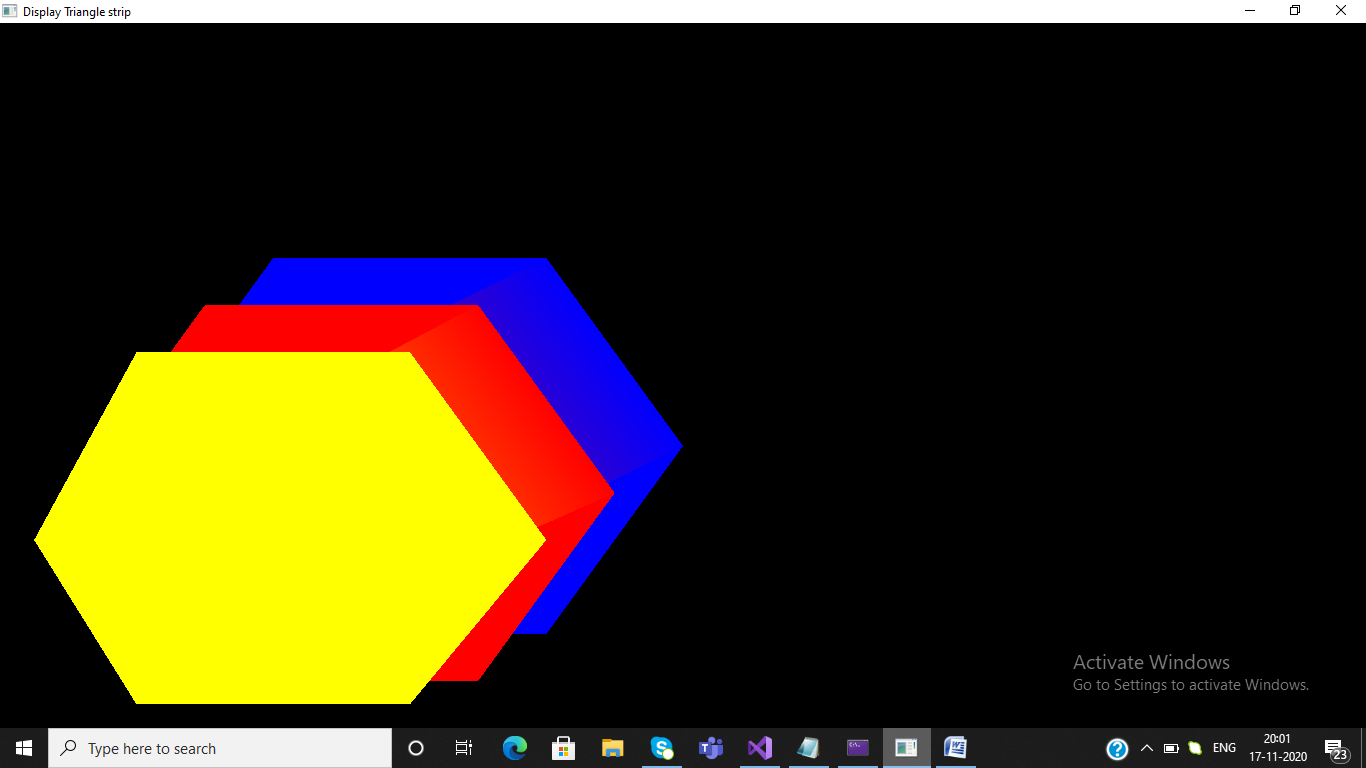 Display Triangle strip
Activate Windows
Go to Settings to activate Windows.
Type here to search
ENG
20:01
17-11-2020
23